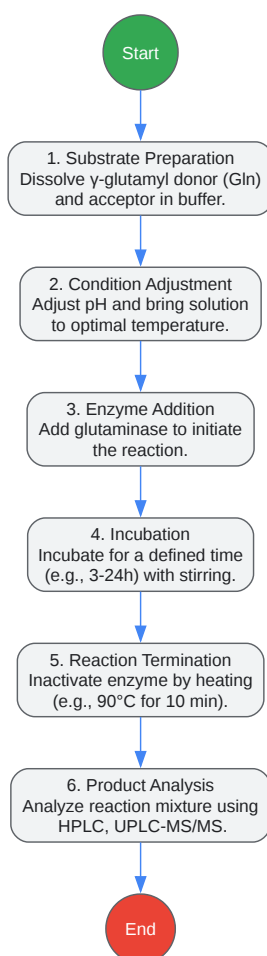 Start
1. Substrate Preparation
Dissolve γ-glutamyl donor (Gln)
and acceptor in buffer.
2. Condition Adjustment
Adjust pH and bring solution
to optimal temperature.
3. Enzyme Addition
Add glutaminase to initiate
the reaction.
4. Incubation
Incubate for a defined time
(e.g., 3-24h) with stirring.
5. Reaction Termination
Inactivate enzyme by heating
(e.g., 90°C for 10 min).
6. Product Analysis
Analyze reaction mixture using
HPLC, UPLC-MS/MS.
End